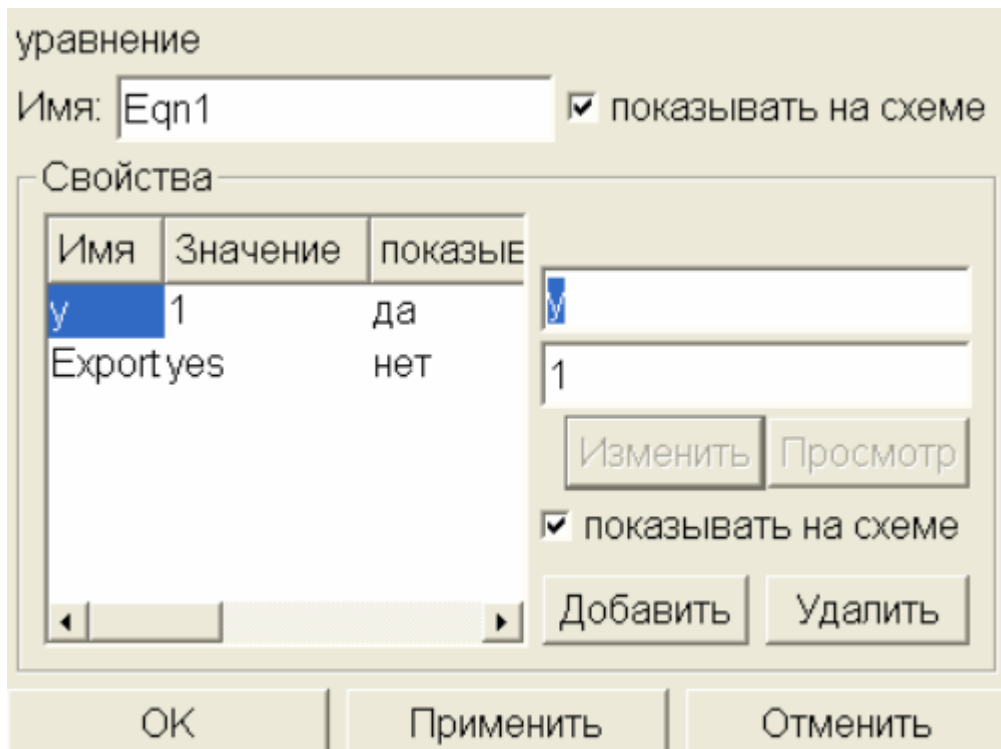 уравнение
Имя: Eqn1 показывать на схеме
Свойства
Имя Значение показые
y 1 да
Export yes нет
y
1
Изменить Просмотр
показывать на схеме
Добавить Удалить
OK Применить Отменить